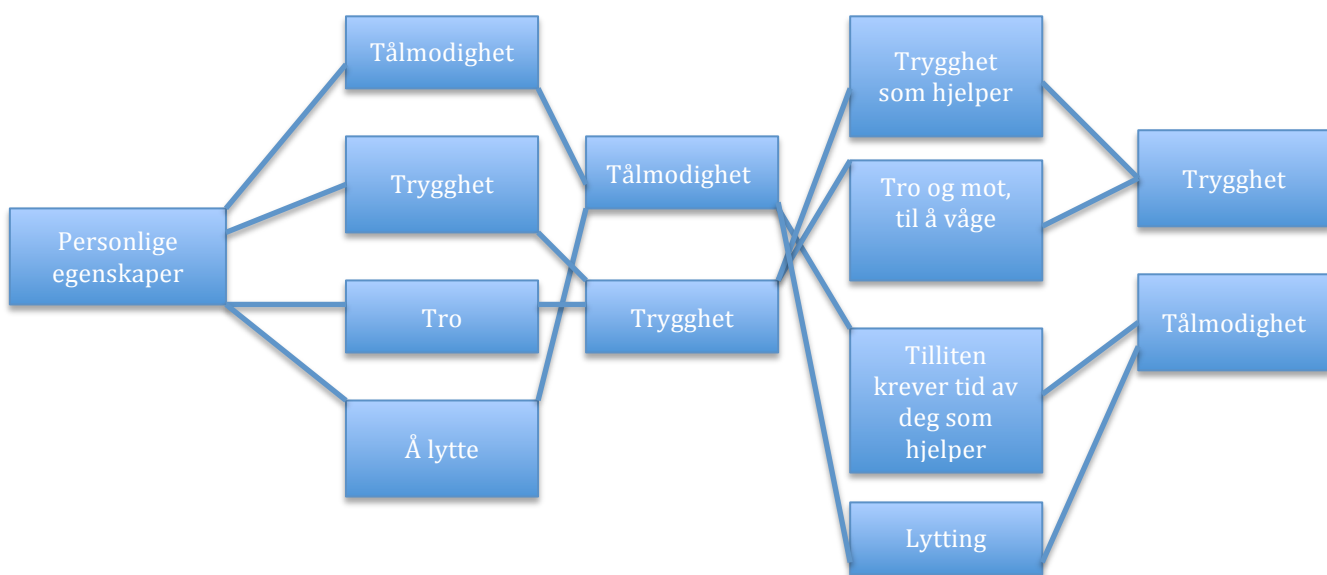 Personlige
egenskaper
Tålmodighet
Trygghet
Tro
Å lytte
Tålmodighet
Trygghet
Trygghet
som hjelper
Tro og mot,
til å våge
Tilliten
krever tid av
deg som
hjelper
Lytting
Trygghet
Tålmodighet